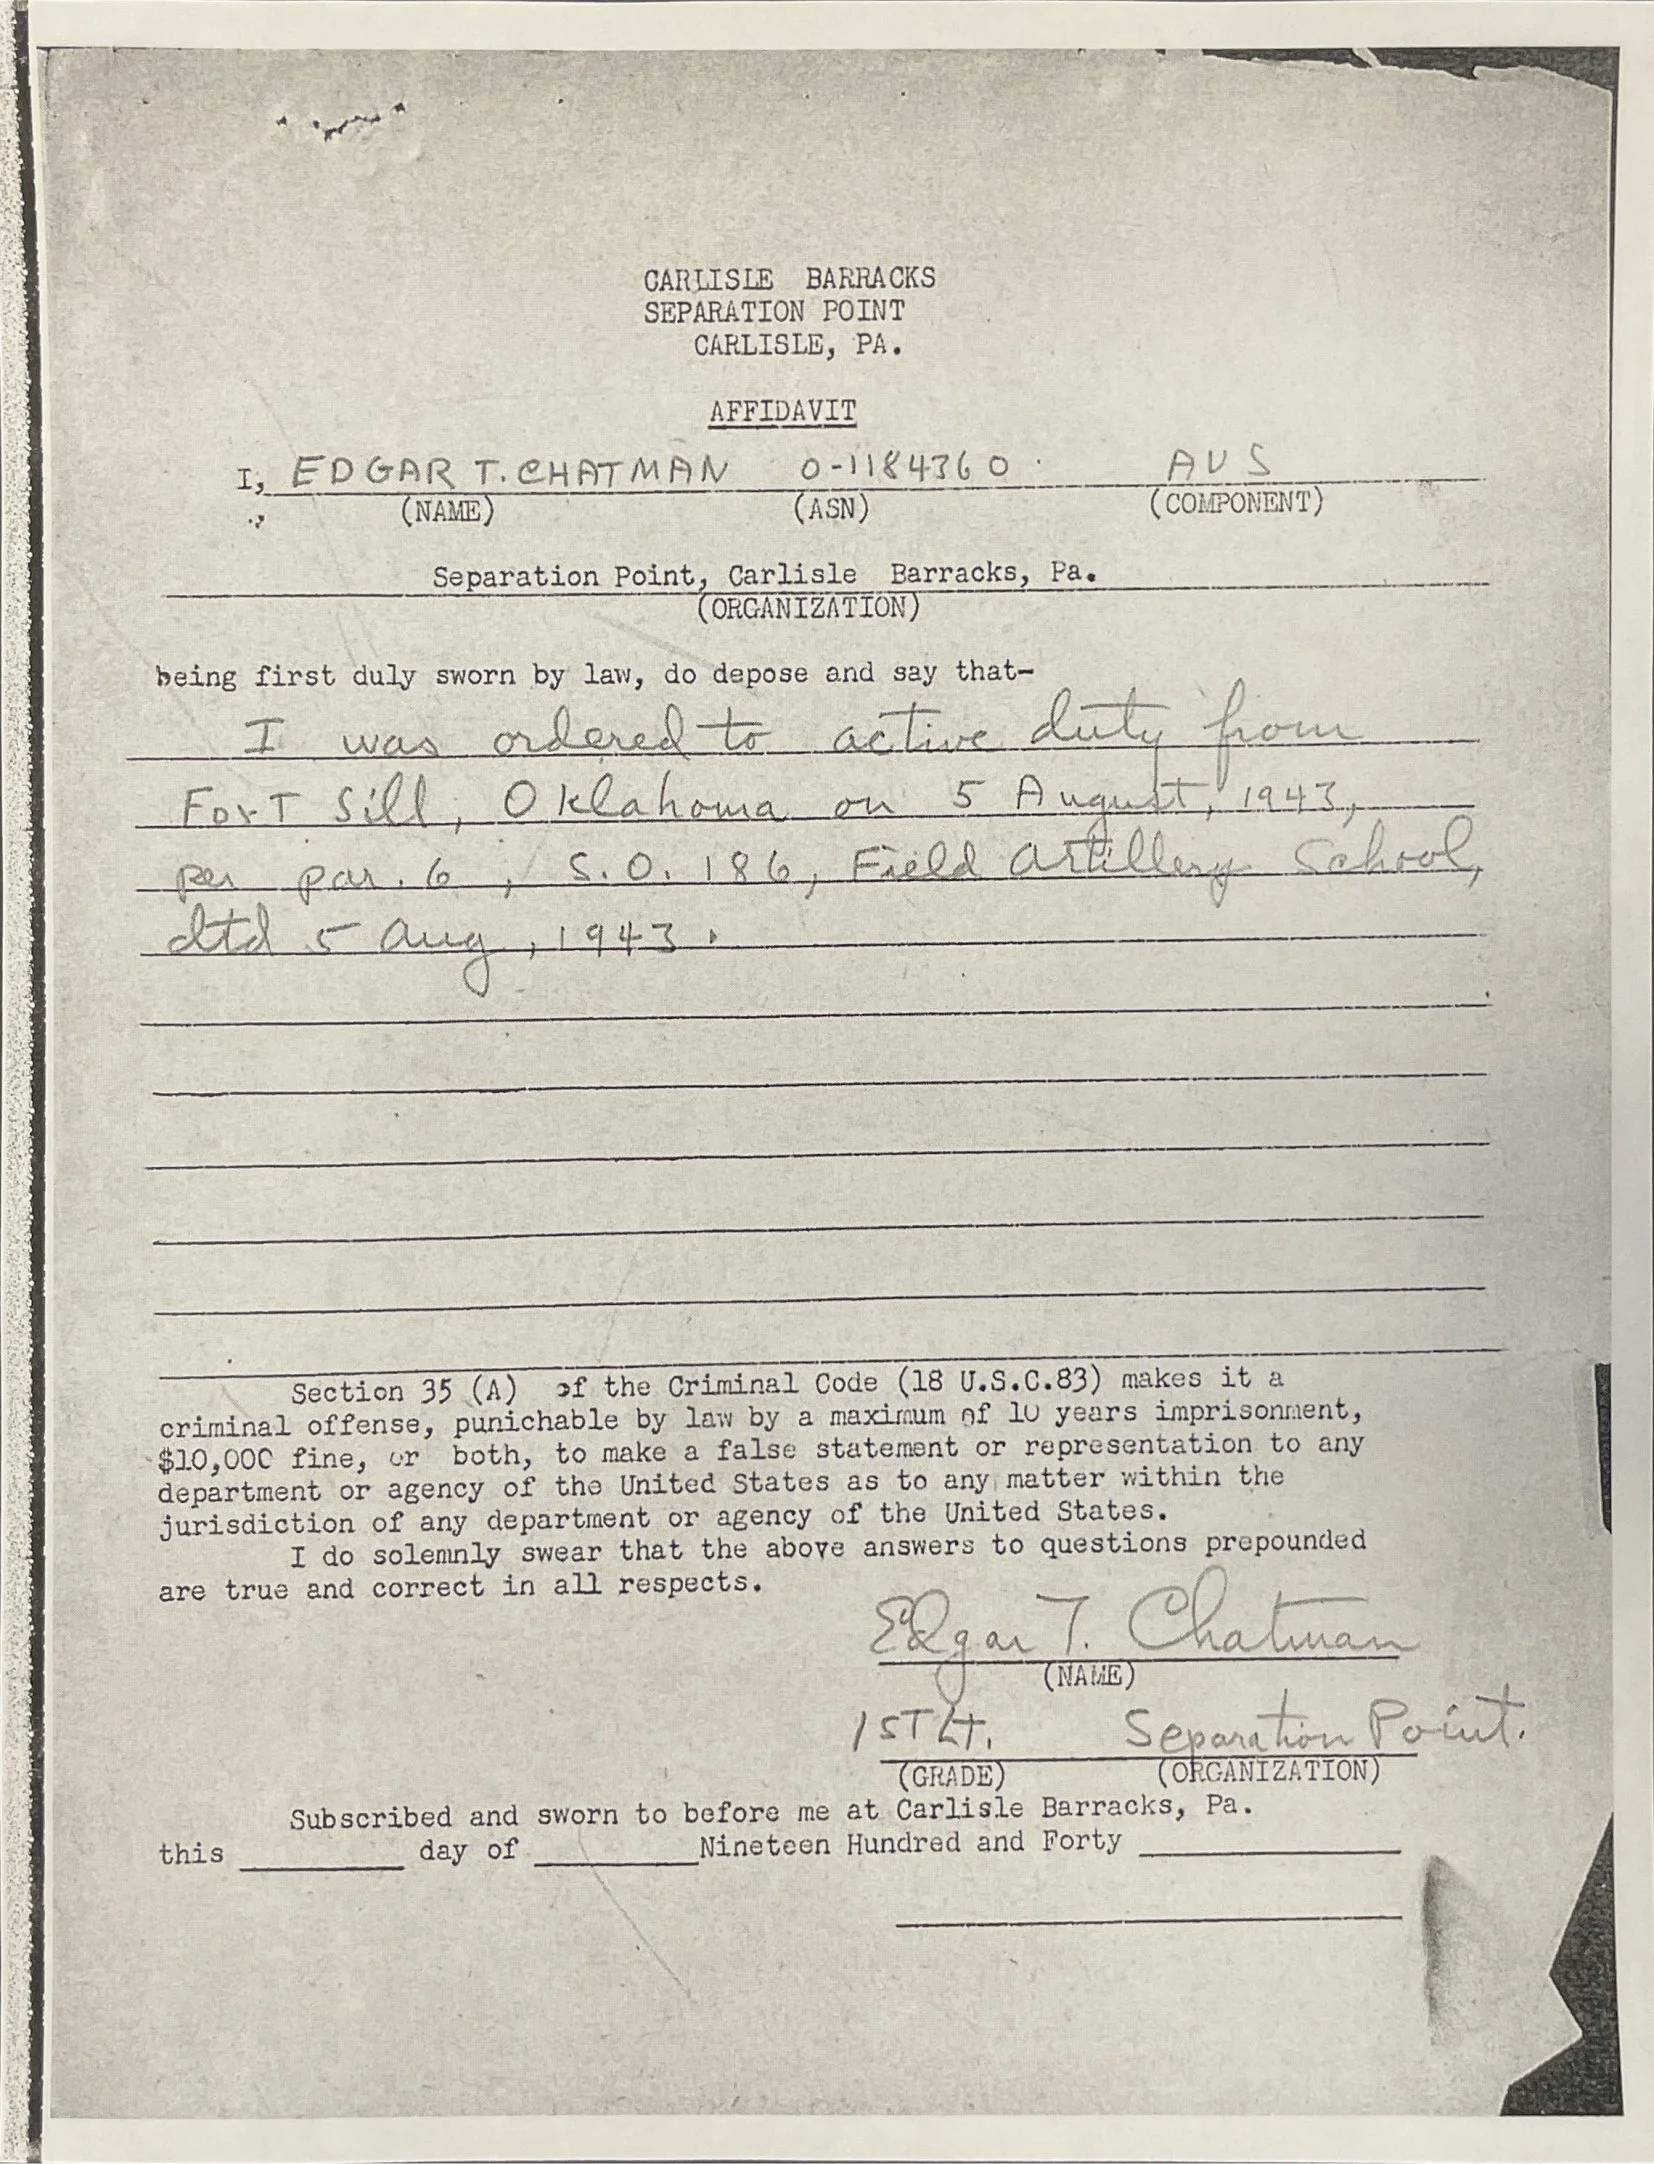 CARLISLE BARRACKS
SEPARATION POINT
CARLISLE, PA.
AFFIDAVIT
I, EDGAR T. CHATMAN O-1184360 AUS
(NAME) (ASN) (COMPONENT)
Separation Point, Carlisle Barracks, Pa.
(ORGANIZATION)
being first duly sworn by law, do depose and say that-
I was ordered to active duty from
Fort Sill, Oklahoma on 5 August, 1943,
per par. 6, S.O. 186, Field Artillery School,
dtd 5 Aug, 1943.
Section 35 (A) of the Criminal Code (18 U.S.C.83) makes it a
criminal offense, punichable by law by a maximum of 10 years imprisonment,
$10,000 fine, or both, to make a false statement or representation to any
department or agency of the United States as to any matter within the
jurisdiction of any department or agency of the United States.
I do solemnly swear that the above answers to questions prepounded
are true and correct in all respects.
Edgar T. Chatman
(NAME)
1ST Lt. Separation Point.
(GRADE) (ORGANIZATION)
Subscribed and sworn to before me at Carlisle Barracks, Pa.
this ________ day of ________ Nineteen Hundred and Forty ________